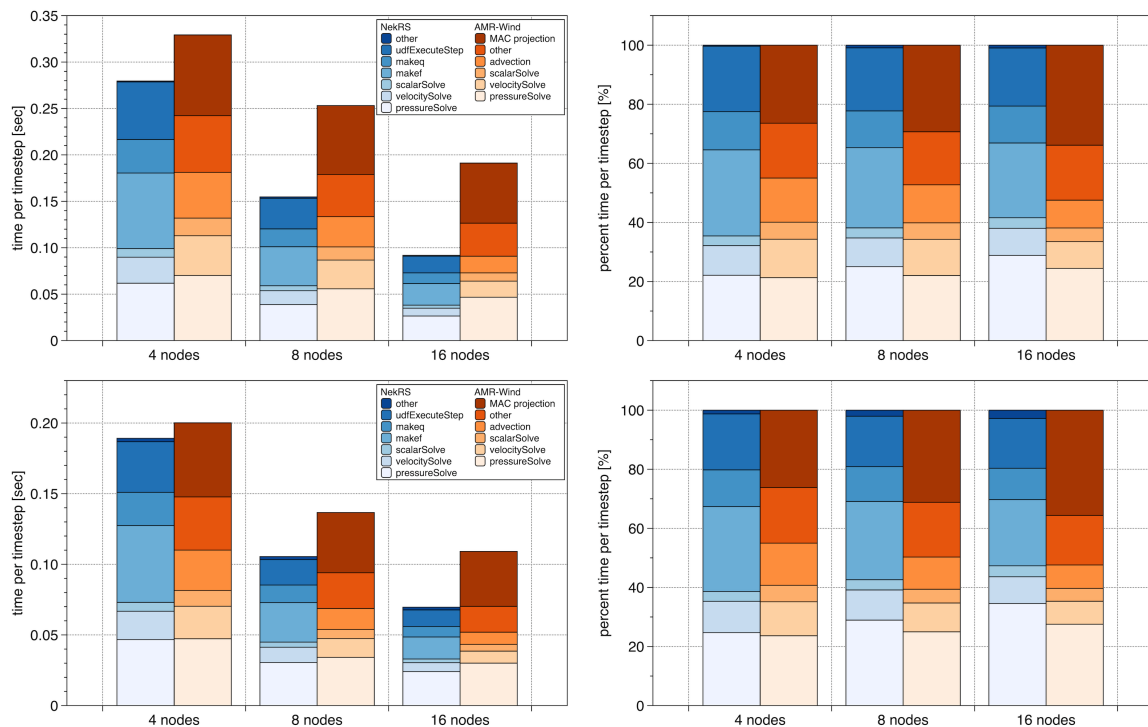 0.35
0.30
0.25
0.20
0.15
0.10
0.05
0
time per timestep [sec]
NekRS AMR-Wind
other MAC projection
udfExecuteStep other
makeq advection
makef scalarSolve
scalarSolve velocitySolve
velocitySolve pressureSolve
pressureSolve
4 nodes 8 nodes 16 nodes
100
80
60
40
20
0
percent time per timestep [%]
4 nodes 8 nodes 16 nodes
0.20
0.15
0.10
0.05
0
time per timestep [sec]
NekRS AMR-Wind
other MAC projection
udfExecuteStep other
makeq advection
makef scalarSolve
scalarSolve velocitySolve
velocitySolve pressureSolve
pressureSolve
4 nodes 8 nodes 16 nodes
100
80
60
40
20
0
percent time per timestep [%]
4 nodes 8 nodes 16 nodes